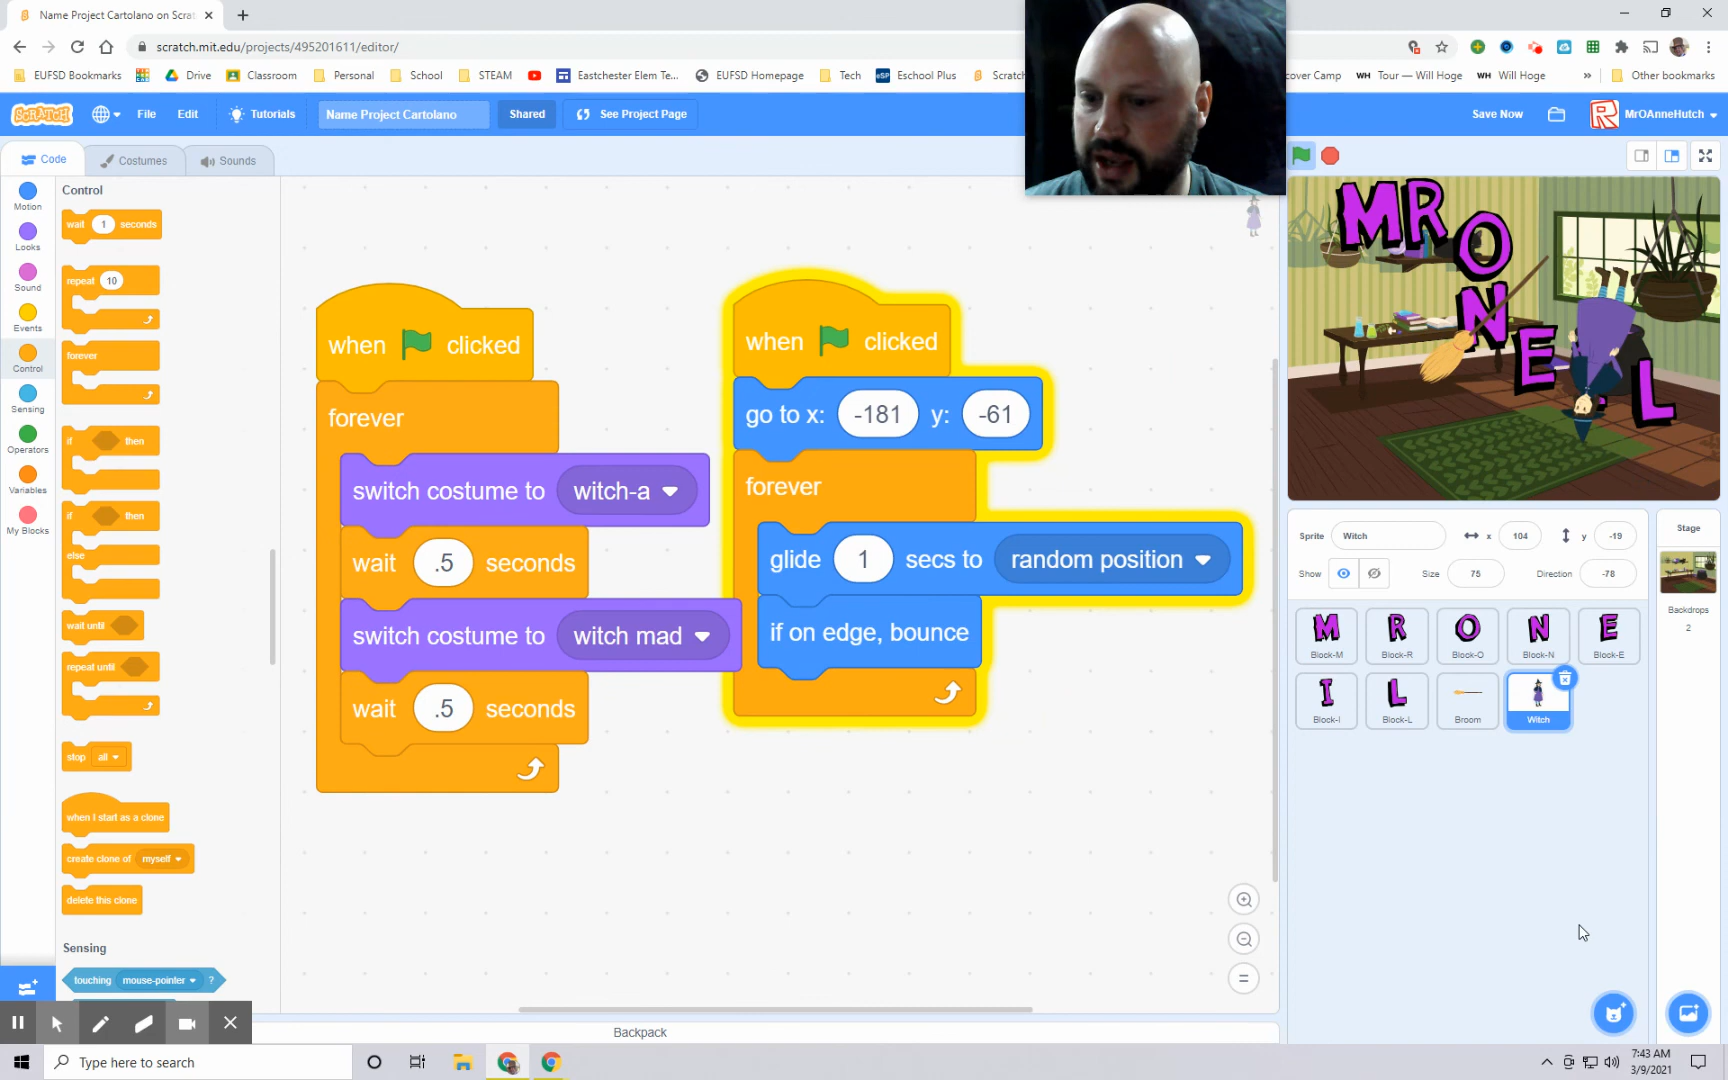 Name Project Cartolano on Scrat
scratch.mit.edu/projects/495201611/editor/
EUFSD Bookmarks
Drive
Classroom
Personal
School
STEAM
Eastchester Elem Te...
EUFSD Homepage
Tech
Eschool Plus
Scratch
cover Camp
WH Tour — Will Hoge
WH Will Hoge
»
Other bookmarks
SCRATCH
File
Edit
Tutorials
Name Project Cartolano
Shared
See Project Page
Save Now
MrOAnneHutch
Code
Costumes
Sounds
Motion
Looks
Sound
Events
Control
Sensing
Operators
Variables
My Blocks
Control
wait 1 seconds
repeat 10
forever
if then
if then
else
wait until
repeat until
stop all
when I start as a clone
create clone of myself
delete this clone
Sensing
touching mouse-pointer ?
when clicked
forever
switch costume to witch-a
wait .5 seconds
switch costume to witch mad
wait .5 seconds
when clicked
go to x: -181 y: -61
forever
glide 1 secs to random position
if on edge, bounce
Backpack
MR
O
N
E
L
Sprite Witch x 104 y -19
Show Size 75 Direction -78
Stage
Backdrops
2
M R O N E
Block-M Block-R Block-O Block-N Block-E
I L
Block-I Block-L Broom Witch
Type here to search
7:43 AM
3/9/2021